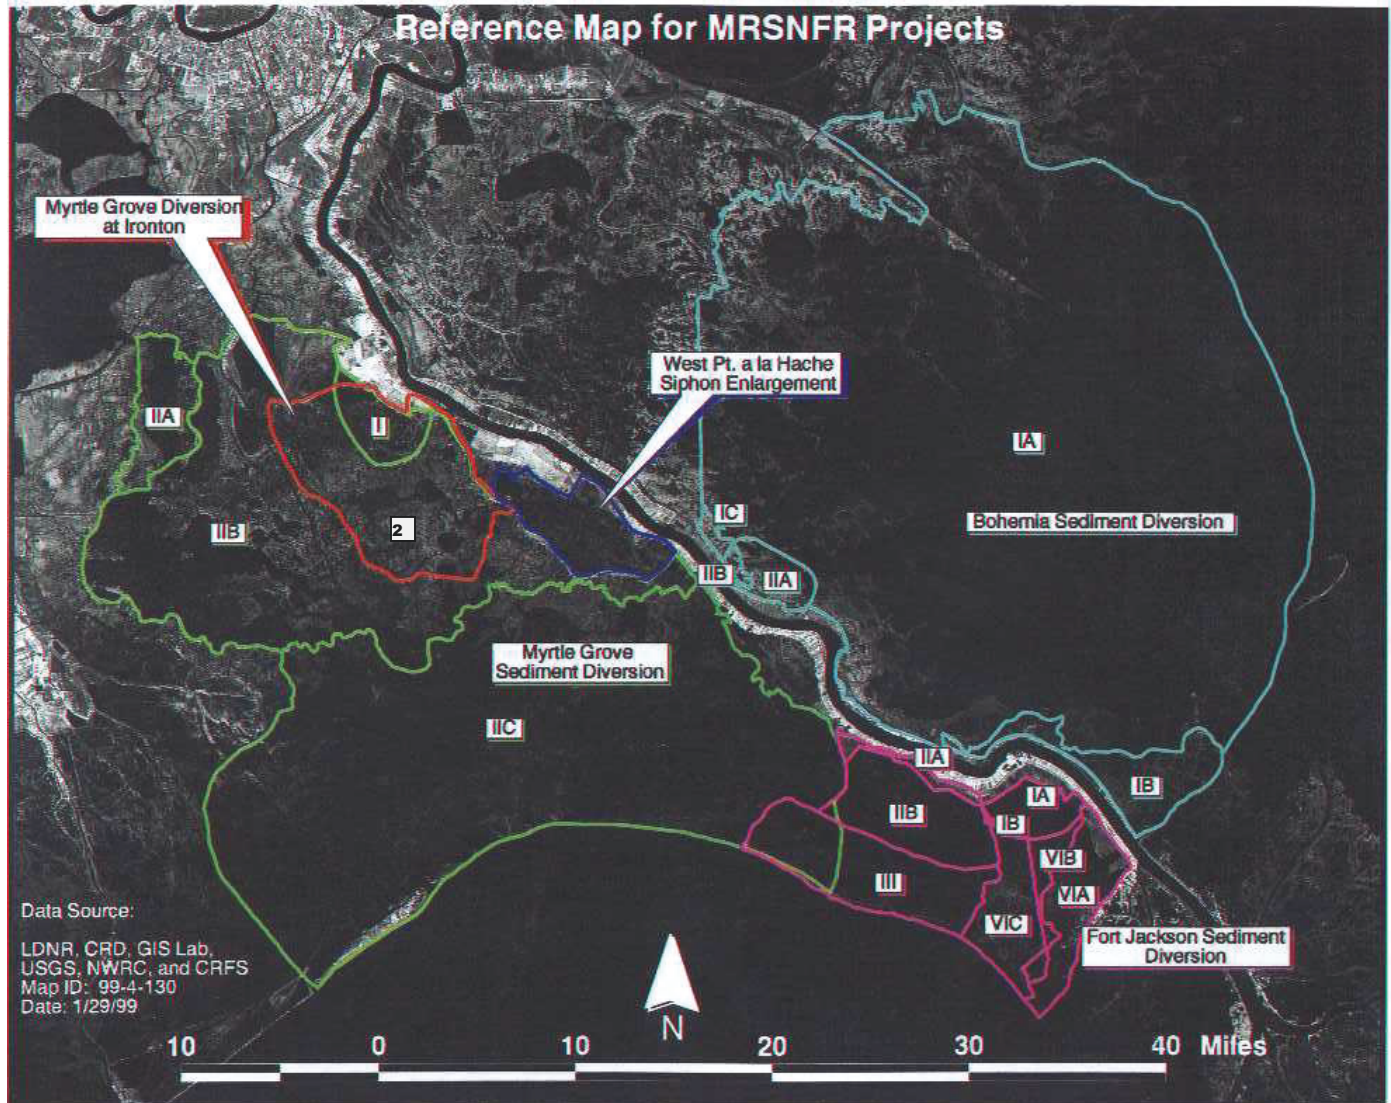 Reference Map for MRSNFR Projects
Myrtle Grove Diversion
at Ironton
West Pt. a la Hache
Siphon Enlargement
IIA
I
IA
IIB
2
IC
Bohemia Sediment Diversion
IIB
IIA
Myrtle Grove
Sediment Diversion
IIC
IIA
IB
IA
IIB
IB
VIB
III
VIA
VIC
Fort Jackson Sediment
Diversion
Data Source:
LDNR, CRD, GIS Lab,
USGS, NWRC, and CRFS
Map ID: 99-4-130
Date: 1/29/99
N
10 0 10 20 30 40 Miles